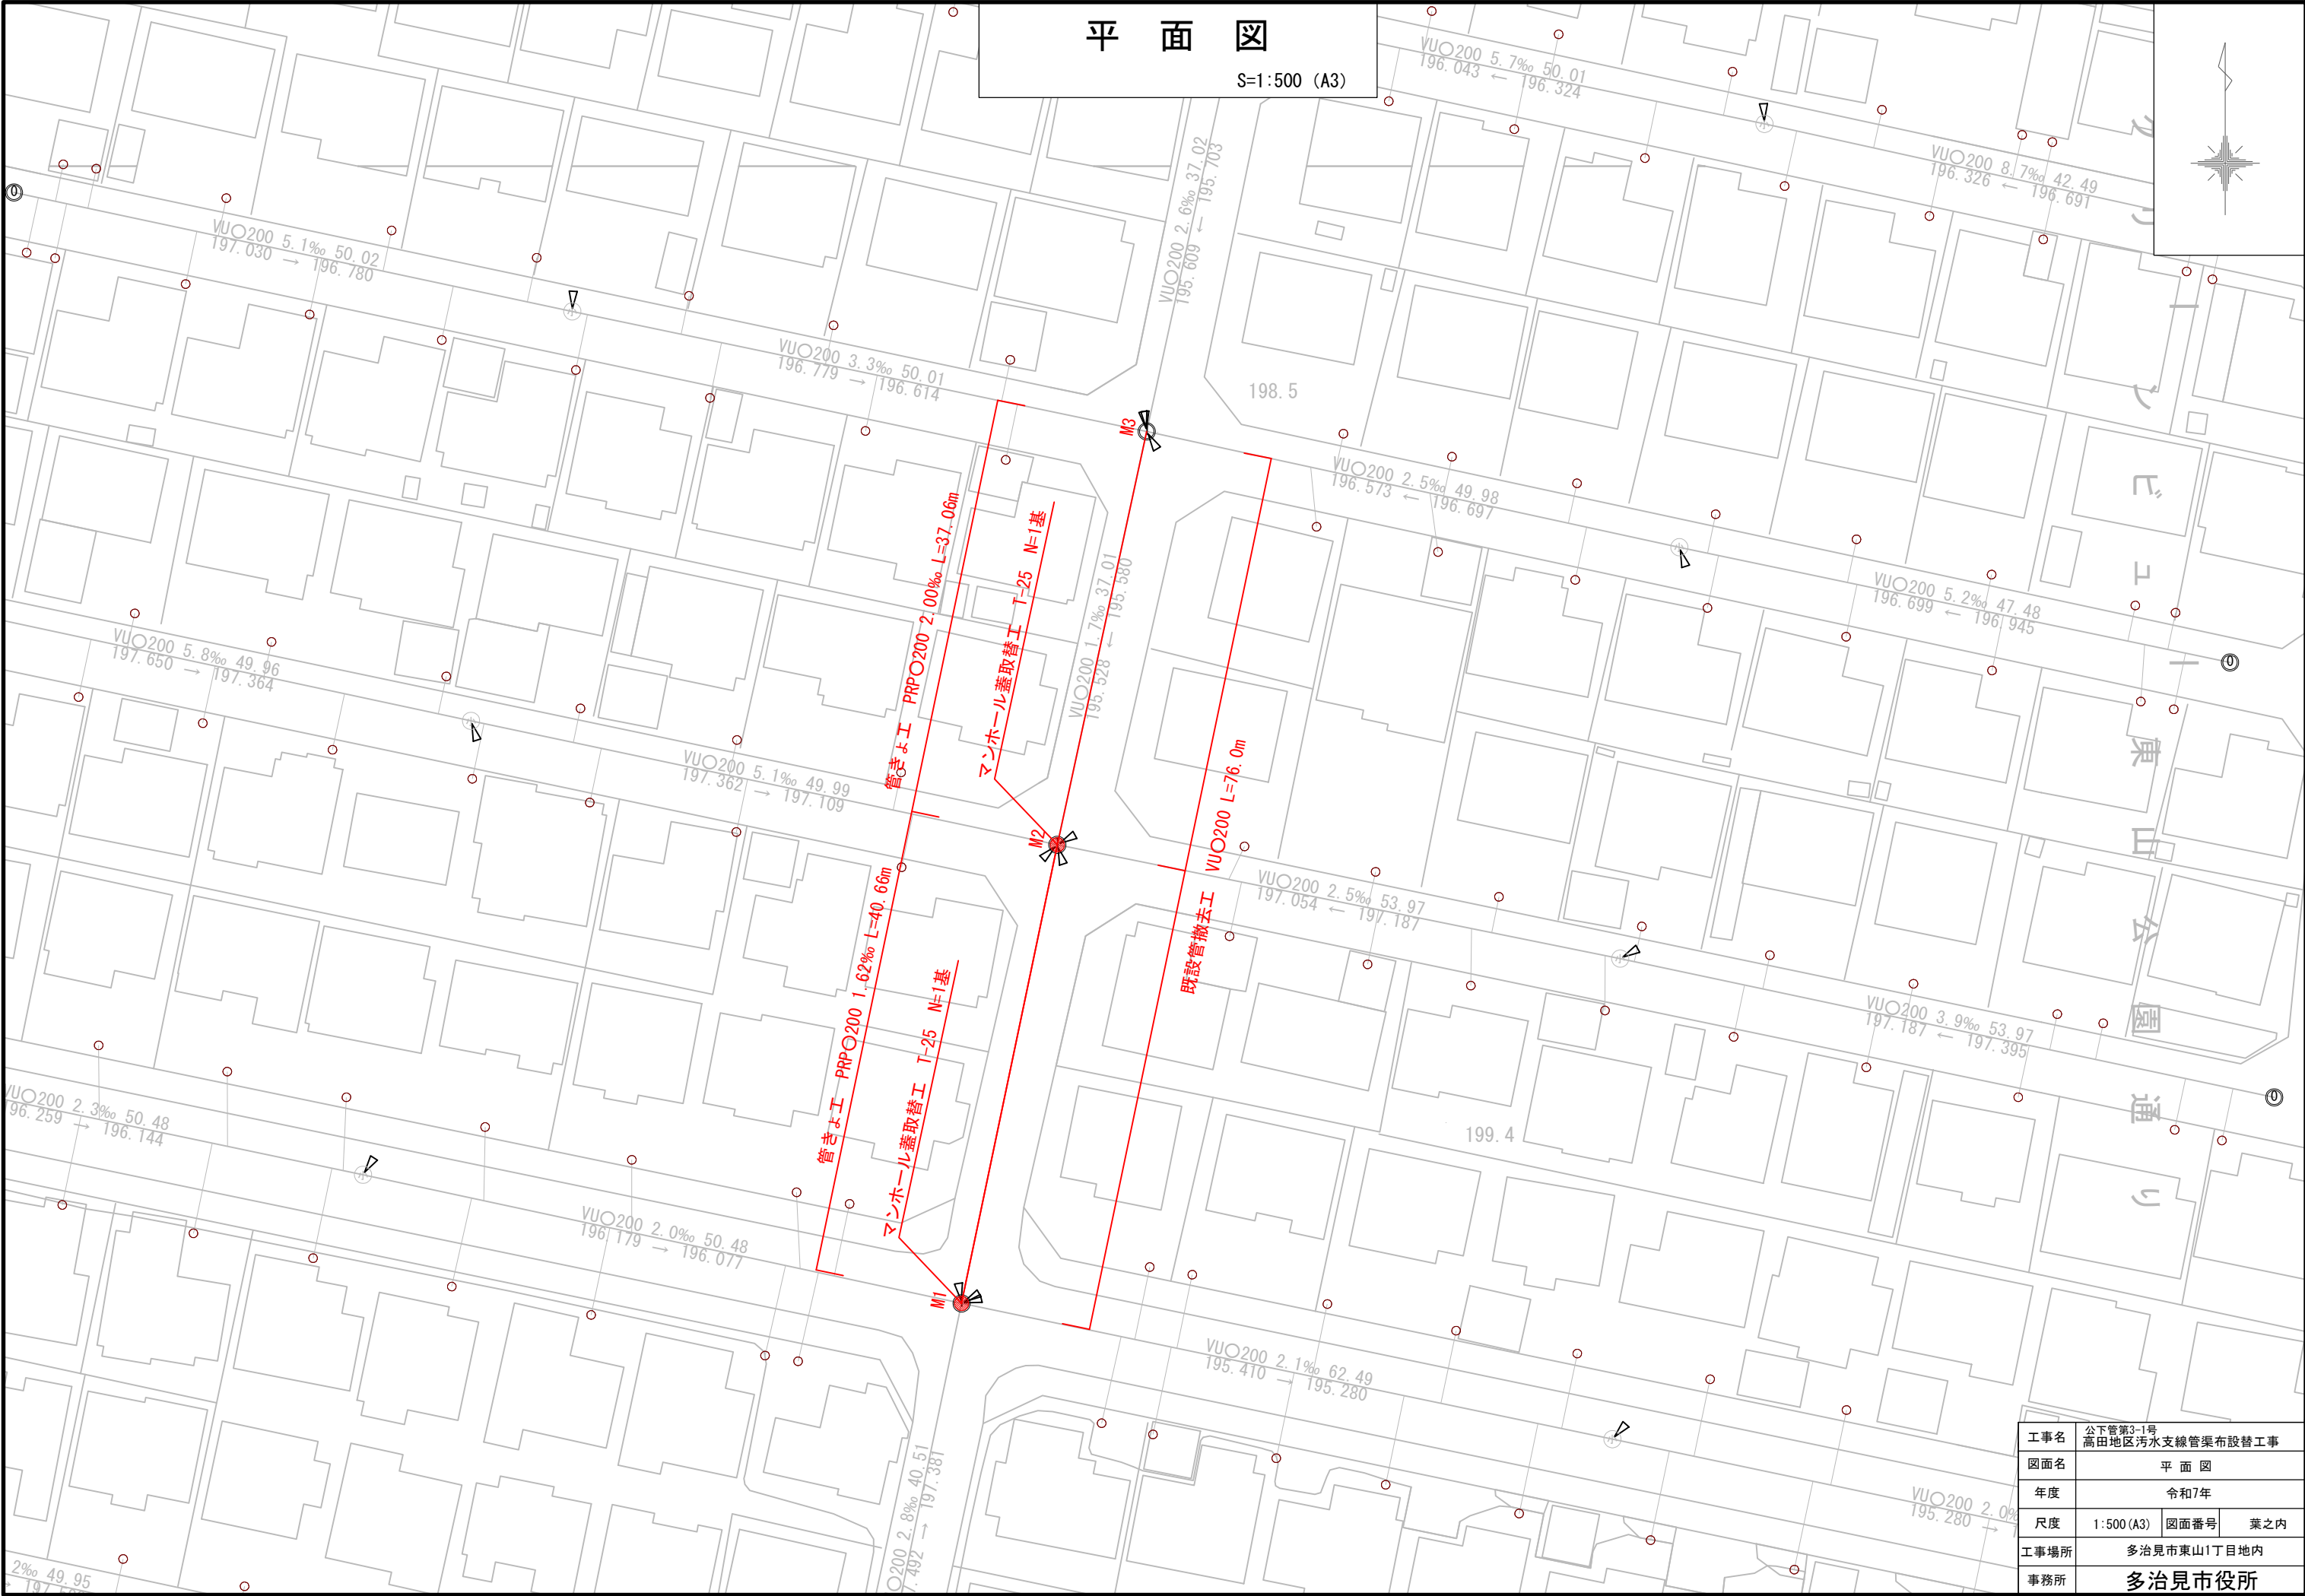 平 面 図
S=1:500 (A3)
VU○200 5.7‰ 50.01
196.043 ← 196.324
VU○200 8.7‰ 42.49
196.326 ← 196.691
VU○200 2.6‰ 37.02
195.609 ← 195.703
VU○200 5.1‰ 50.02
197.030 → 196.780
VU○200 3.3‰ 50.01
196.779 → 196.614
198.5
M3
VU○200 2.5‰ 49.98
196.573 ← 196.697
VU○200 5.2‰ 47.48
196.699 ← 196.945
管きょ工 PRP○200 2.00‰ L=37.06m
マンホール蓋取替工 T-25 N=1基
VU○200 1.7‰ 37.01
195.528 ← 195.580
VU○200 5.8‰ 49.96
197.650 → 197.364
VU○200 5.1‰ 49.99
197.362 → 197.109
M2
既設管撤去工 VU○200 L=76.0m
VU○200 2.5‰ 53.97
197.054 ← 197.187
VU○200 3.9‰ 53.97
197.187 ← 197.395
管きょ工 PRP○200 1.62‰ L=40.66m
マンホール蓋取替工 T-25 N=1基
199.4
VU○200 2.3‰ 50.48
196.259 → 196.144
VU○200 2.0‰ 50.48
196.179 → 196.077
M1
VU○200 2.1‰ 62.49
195.410 → 195.280
VU○200 2.0‰
195.280 →
○200 2.8‰ 40.51
.492 → 197.381
2‰ 49.95
ービュー東山公園通り
工事名 公下管第3-1号
高田地区汚水支線管渠布設替工事
図面名 平 面 図
年度 令和7年
尺度 1:500(A3) 図面番号 葉之内
工事場所 多治見市東山1丁目地内
事務所 多治見市役所